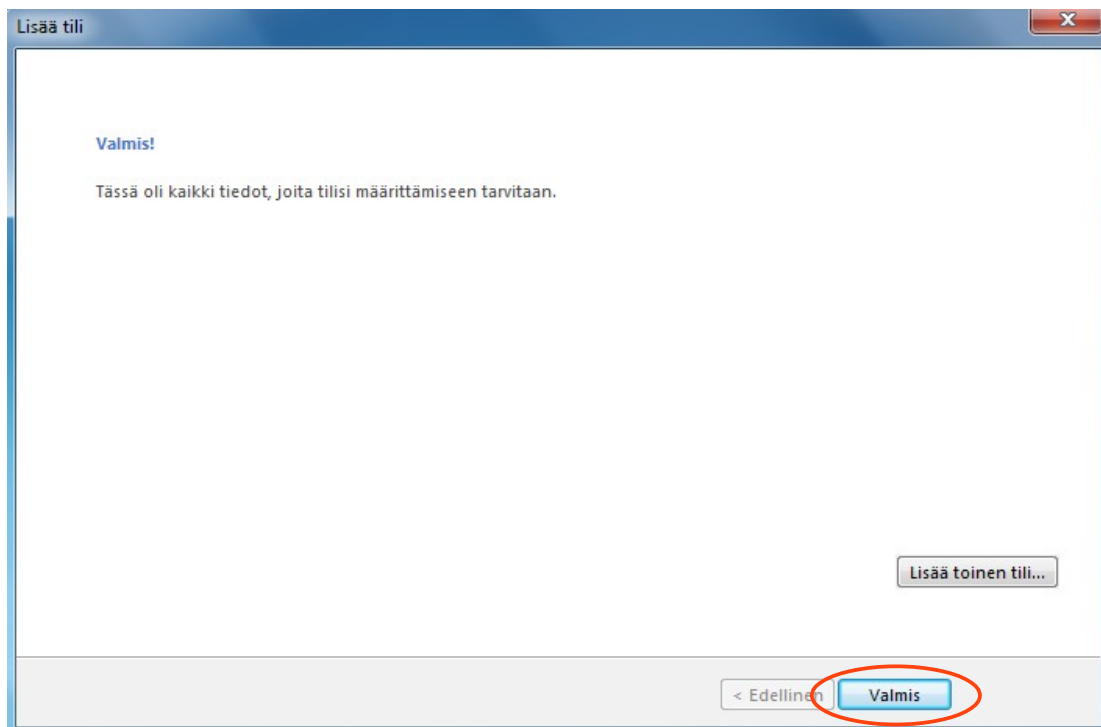 Lisää tili
Valmis!
Tässä oli kaikki tiedot, joita tilisi määrittämiseen tarvitaan.
Lisää toinen tili...
< Edellinen
Valmis